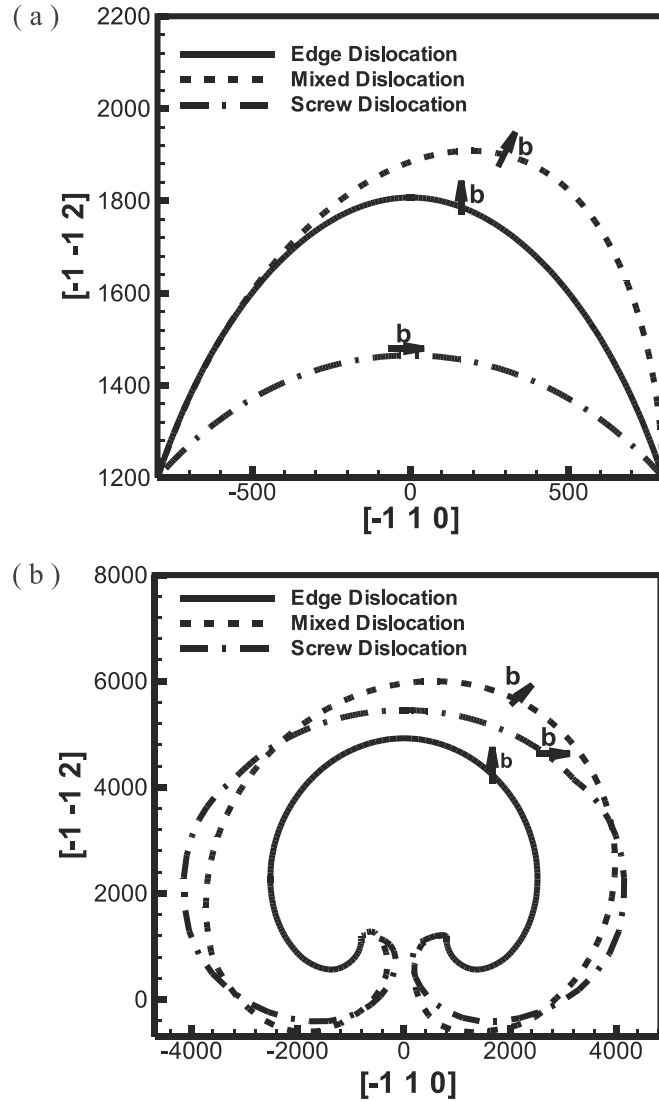 ( a )
2200
2000
1800
1600
1400
1200
[-1 -1 2]
Edge Dislocation
Mixed Dislocation
Screw Dislocation
b
b
b
-500
0
500
[-1 1 0]
( b )
8000
6000
4000
2000
0
[-1 -1 2]
Edge Dislocation
Mixed Dislocation
Screw Dislocation
b
b
b
-4000
-2000
0
2000
4000
[-1 1 0]